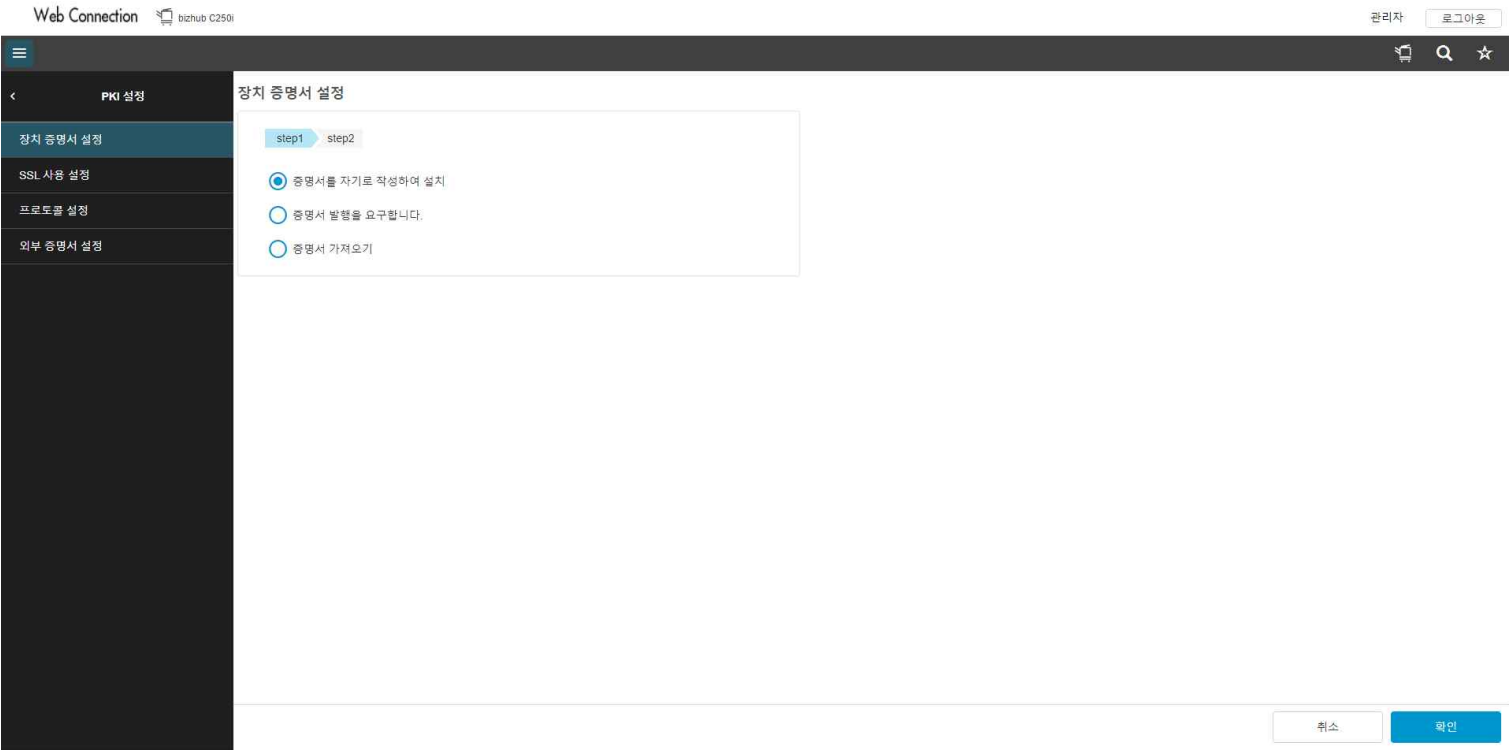 Web Connection
bizhub C250i
관리자
로그아웃
PKI 설정
장치 증명서 설정
SSL 사용 설정
프로토콜 설정
외부 증명서 설정
장치 증명서 설정
step1
step2
증명서를 자기로 작성하여 설치
증명서 발행을 요구합니다.
증명서 가져오기
취소
확인